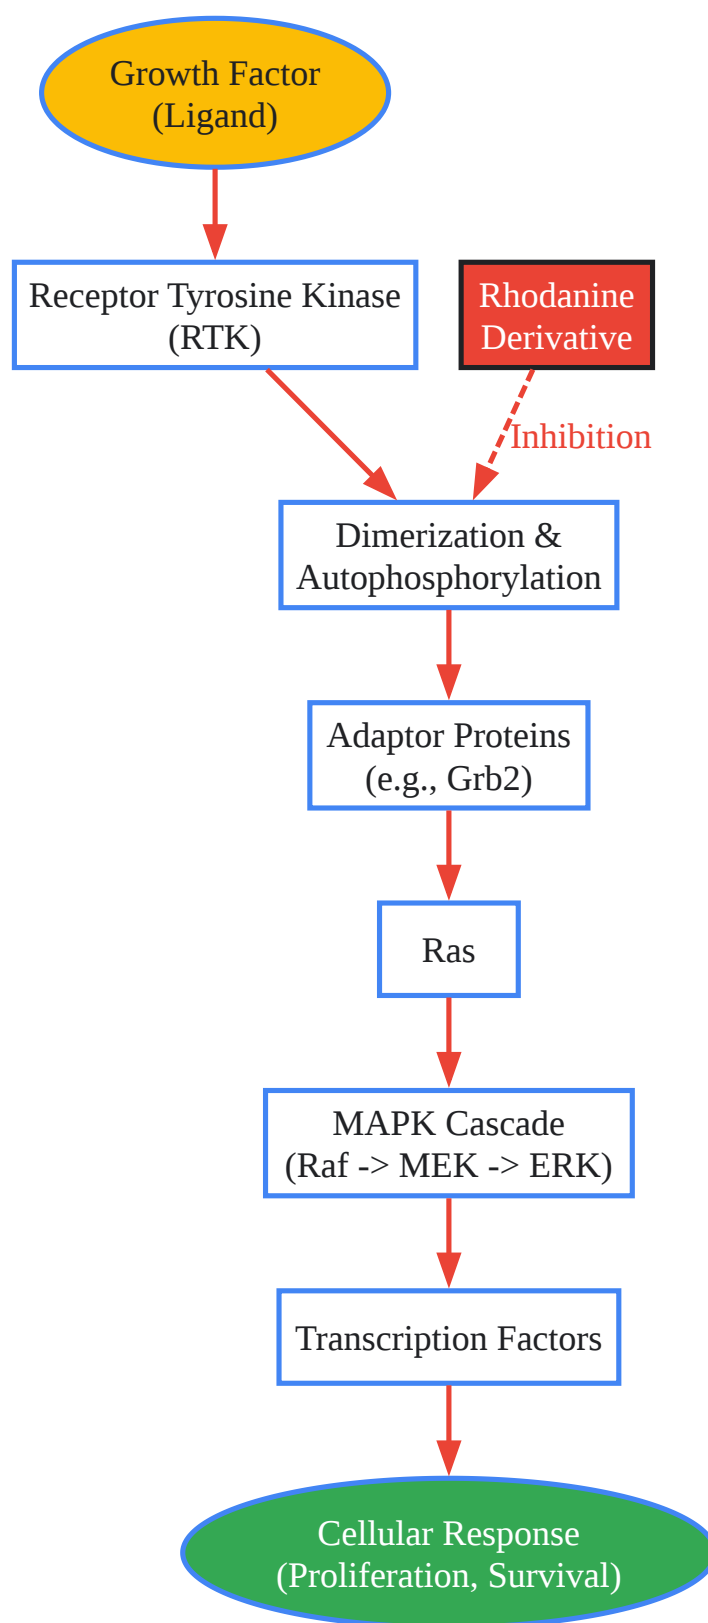 Growth Factor
(Ligand)
Receptor Tyrosine Kinase
(RTK)
Rhodanine
Derivative
Inhibition
Dimerization &
Autophosphorylation
Adaptor Proteins
(e.g., Grb2)
Ras
MAPK Cascade
(Raf -> MEK -> ERK)
Transcription Factors
Cellular Response
(Proliferation, Survival)